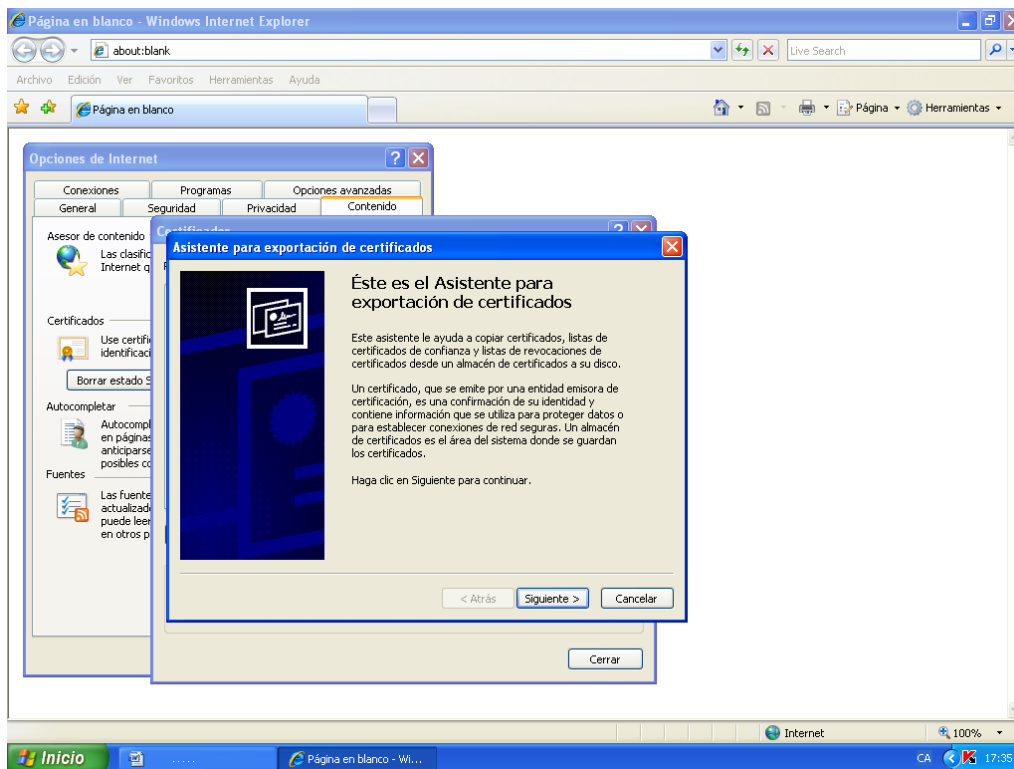 Página en blanco - Windows Internet Explorer
about:blank
Live Search
Archivo Edición Ver Favoritos Herramientas Ayuda
Página en blanco
Página Herramientas
Opciones de Internet
Conexiones Programas Opciones avanzadas
General Seguridad Privacidad Contenido
Asesor de contenido
Las clasific
Internet q
Certificados
Use certifi
identificaci
Borrar estado S
Autocompletar
Autocompl
en páginas
anticiparse
posibles co
Fuentes
Las fuente
actualizad
puede leer
en otros p
Certificados
Asistente para exportación de certificados
Éste es el Asistente para
exportación de certificados
Este asistente le ayuda a copiar certificados, listas de
certificados de confianza y listas de revocaciones de
certificados desde un almacén de certificados a su disco.
Un certificado, que se emite por una entidad emisora de
certificación, es una confirmación de su identidad y
contiene información que se utiliza para proteger datos o
para establecer conexiones de red seguras. Un almacén
de certificados es el área del sistema donde se guardan
los certificados.
Haga clic en Siguiente para continuar.
< Atrás Siguiente > Cancelar
Cerrar
Internet 100%
Inicio ..... Página en blanco - Wi... CA 17:35